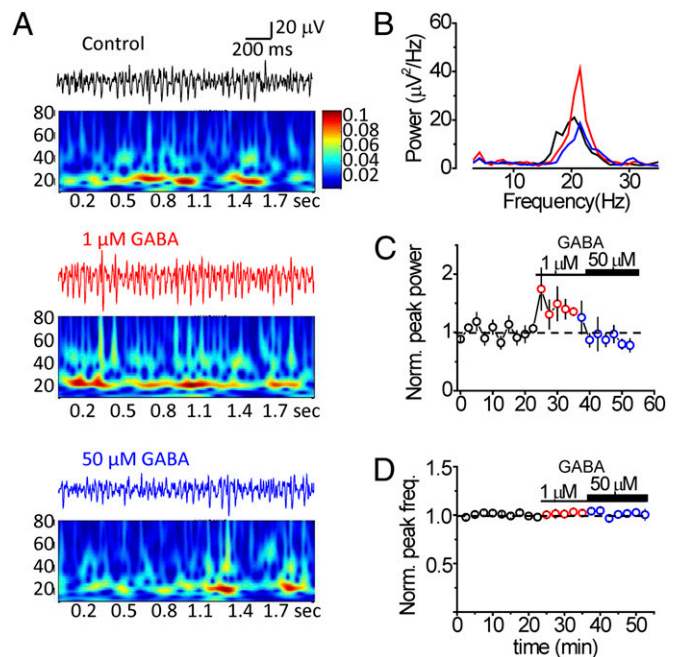 A
Control
20 µV
200 ms
80
60
40
20
0.1
0.08
0.06
0.04
0.02
0.2 0.5 0.8 1.1 1.4 1.7 sec
1 µM GABA
80
60
40
20
0.2 0.5 0.8 1.1 1.4 1.7 sec
50 µM GABA
80
60
40
20
0.2 0.5 0.8 1.1 1.4 1.7 sec
B
Power (µV²/Hz)
60
40
20
0
10 20 30
Frequency(Hz)
C
GABA
1 µM 50 µM
Norm. peak power
2
1
0
0 10 20 30 40 50 60
D
GABA
1 µM 50 µM
Norm. peak freq.
1.5
1.0
0.5
0 10 20 30 40 50
time (min)